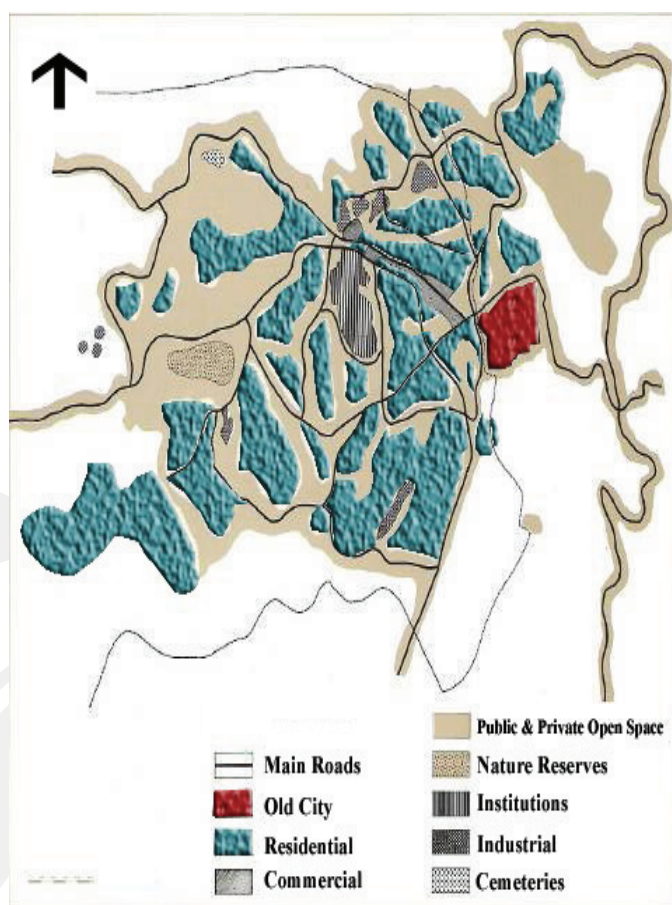 Main Roads
Old City
Residential
Commercial
Public & Private Open Space
Nature Reserves
Institutions
Industrial
Cemeteries